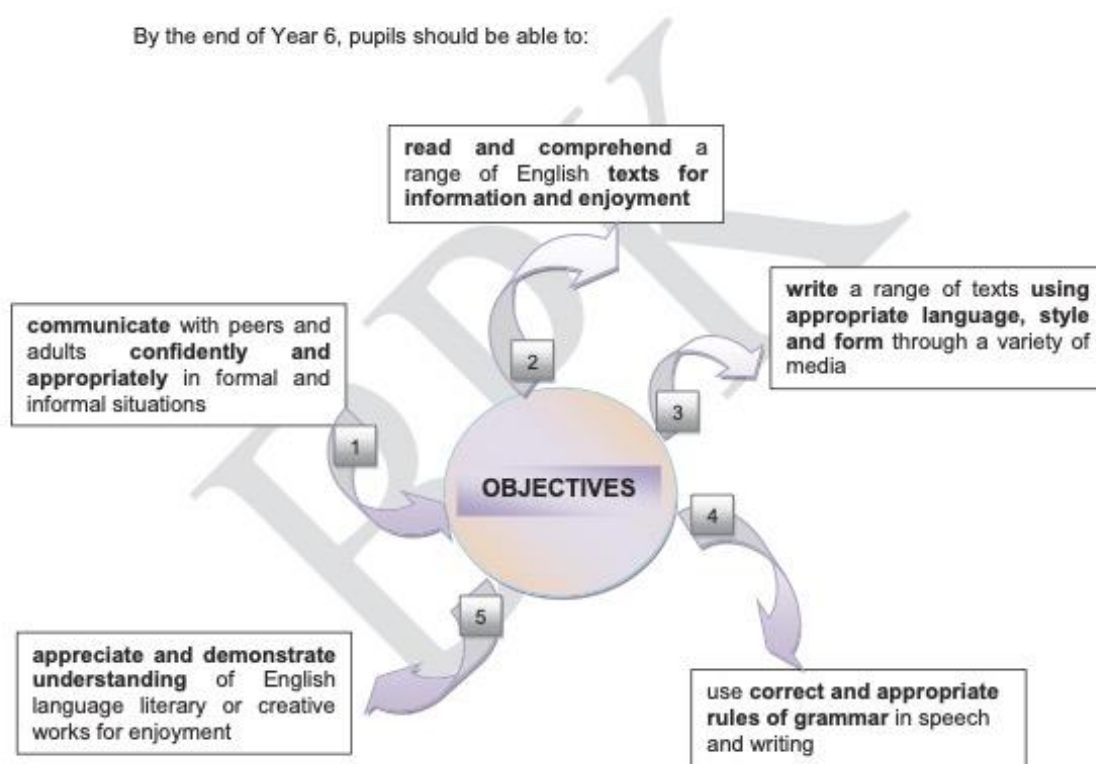 By the end of Year 6, pupils should be able to:
read and comprehend a
range of English texts for
information and enjoyment
write a range of texts using
appropriate language, style
and form through a variety of
media
communicate with peers and
adults confidently and
appropriately in formal and
informal situations
2
3
1
OBJECTIVES
4
5
appreciate and demonstrate
understanding of English
language literary or creative
works for enjoyment
use correct and appropriate
rules of grammar in speech
and writing
BPK